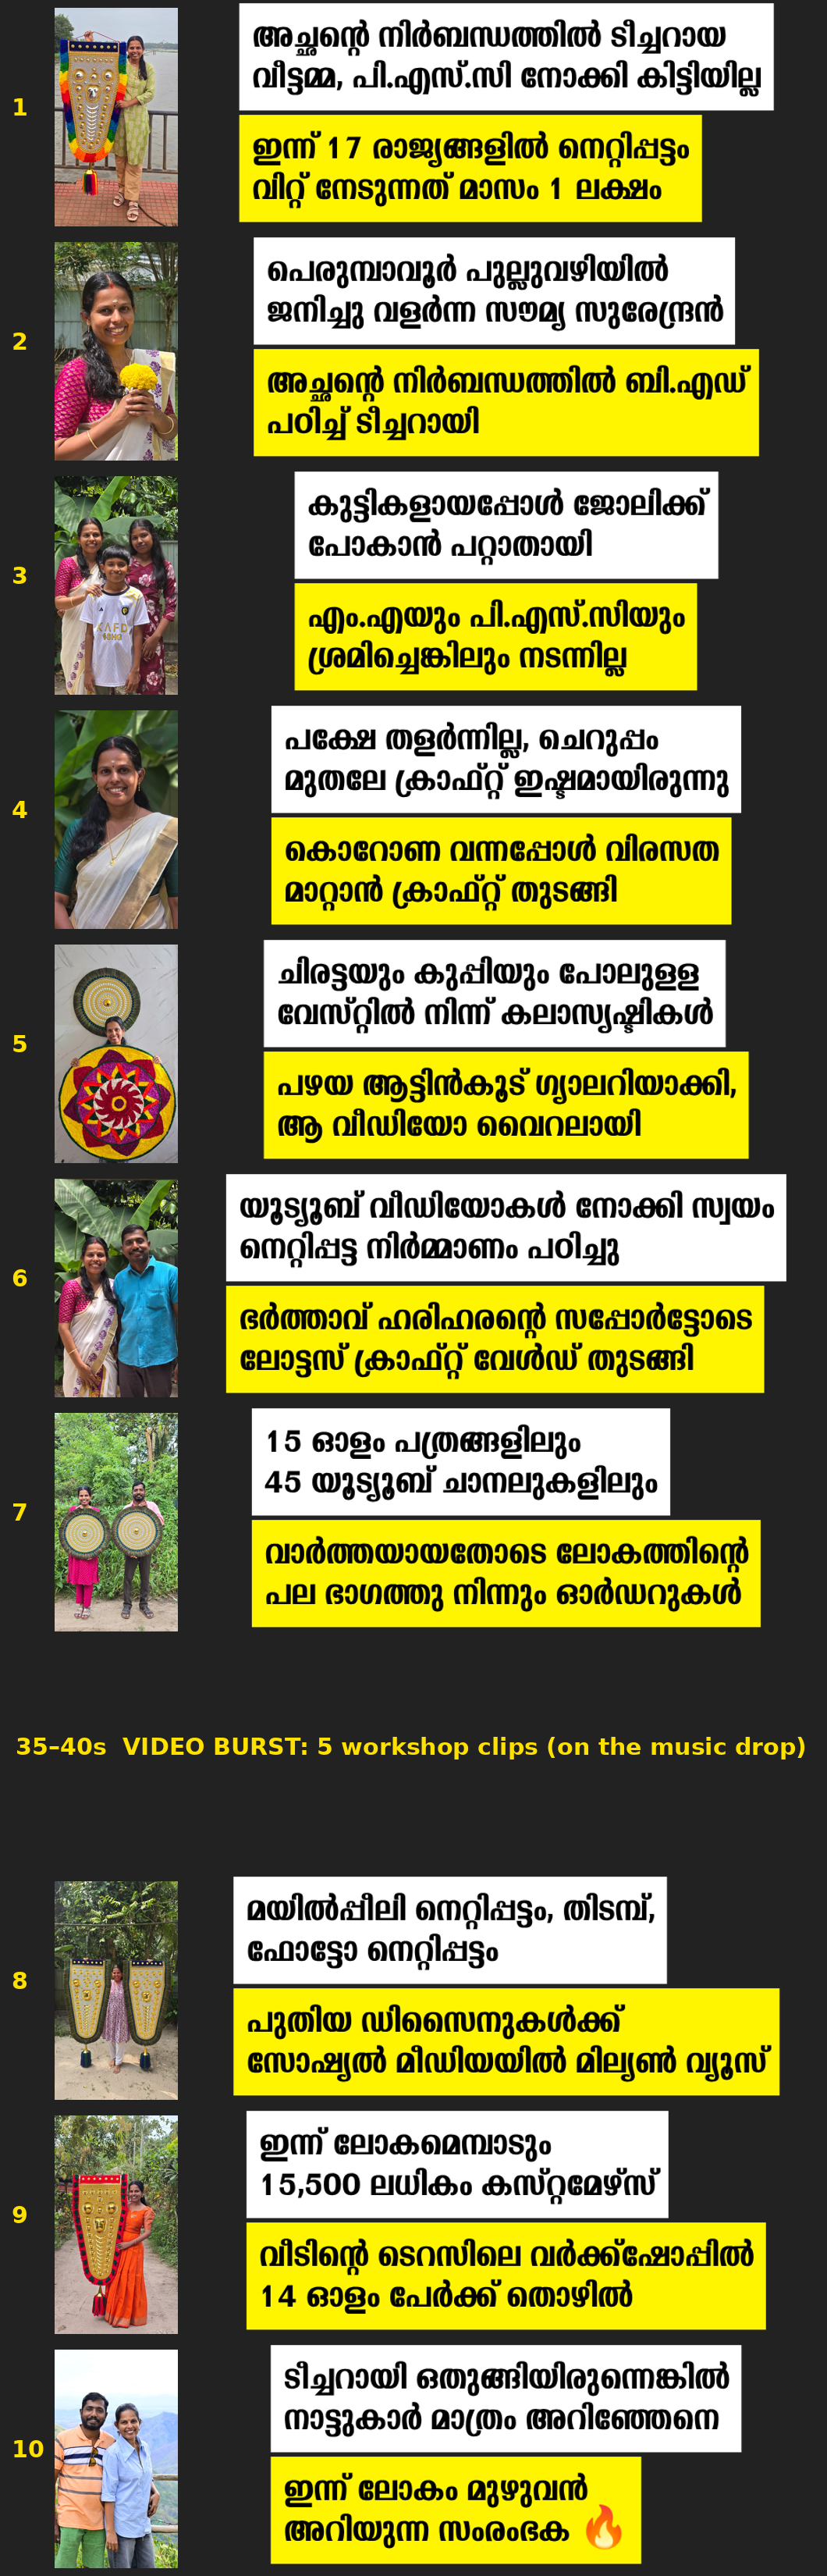 1
അച്ഛന്റെ നിർബന്ധത്തിൽ ടീച്ചറായ
വീട്ടമ്മ, പി.എസ്.സി നോക്കി കിട്ടിയില്ല
ഇന്ന് 17 രാജ്യങ്ങളിൽ നെറ്റിപ്പട്ടം
വിറ്റ് നേടുന്നത് മാസം 1 ലക്ഷം
2
പെരുമ്പാവൂർ പുല്ലുവഴിയിൽ
ജനിച്ചു വളർന്ന സൗമ്യ സുരേന്ദ്രൻ
അച്ഛന്റെ നിർബന്ധത്തിൽ ബി.എഡ്
പഠിച്ച് ടീച്ചറായി
3
കുട്ടികളായപ്പോൾ ജോലിക്ക്
പോകാൻ പറ്റാതായി
എം.എയും പി.എസ്.സിയും
ശ്രമിച്ചെങ്കിലും നടന്നില്ല
4
പക്ഷേ തളർന്നില്ല, ചെറുപ്പം
മുതലേ ക്രാഫ്റ്റ് ഇഷ്ടമായിരുന്നു
കൊറോണ വന്നപ്പോൾ വിരസത
മാറ്റാൻ ക്രാഫ്റ്റ് തുടങ്ങി
5
ചിരട്ടയും കുപ്പിയും പോലുളള
വേസ്റ്റിൽ നിന്ന് കലാസൃഷ്ടികൾ
പഴയ ആട്ടിൻകൂട് ഗ്യാലറിയാക്കി,
ആ വീഡിയോ വൈറലായി
6
യൂട്യൂബ് വീഡിയോകൾ നോക്കി സ്വയം
നെറ്റിപ്പട്ട നിർമ്മാണം പഠിച്ചു
ഭർത്താവ് ഹരിഹരന്റെ സപ്പോർട്ടോടെ
ലോട്ടസ് ക്രാഫ്റ്റ് വേൾഡ് തുടങ്ങി
7
15 ഓളം പത്രങ്ങളിലും
45 യൂട്യൂബ് ചാനലുകളിലും
വാർത്തയായതോടെ ലോകത്തിന്റെ
പല ഭാഗത്തു നിന്നും ഓർഡറുകൾ
35–40s VIDEO BURST: 5 workshop clips (on the music drop)
8
മയിൽപ്പീലി നെറ്റിപ്പട്ടം, തിടമ്പ്,
ഫോട്ടോ നെറ്റിപ്പട്ടം
പുതിയ ഡിസൈനുകൾക്ക്
സോഷ്യൽ മീഡിയയിൽ മില്യൺ വ്യൂസ്
9
ഇന്ന് ലോകമെമ്പാടും
15,500 ലധികം കസ്റ്റമേഴ്സ്
വീടിന്റെ ടെറസിലെ വർക്ക്ഷോപ്പിൽ
14 ഓളം പേർക്ക് തൊഴിൽ
10
ടീച്ചറായി ഒതുങ്ങിയിരുന്നെങ്കിൽ
നാട്ടുകാർ മാത്രം അറിഞ്ഞേനെ
ഇന്ന് ലോകം മുഴുവൻ
അറിയുന്ന സംരംഭക 🔥